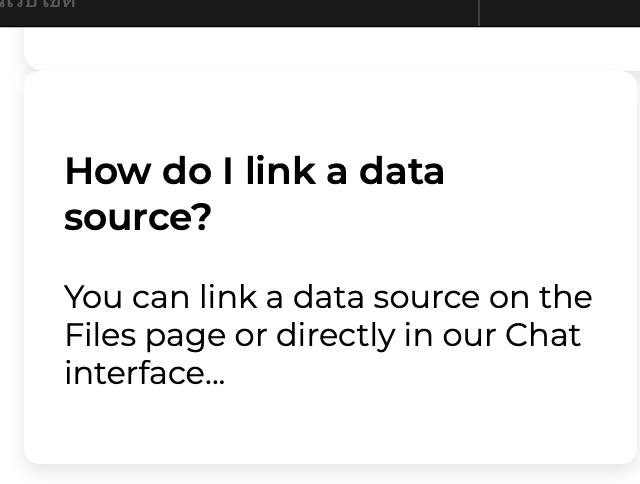 How do I link a data
source?
You can link a data source on the
Files page or directly in our Chat
interface...